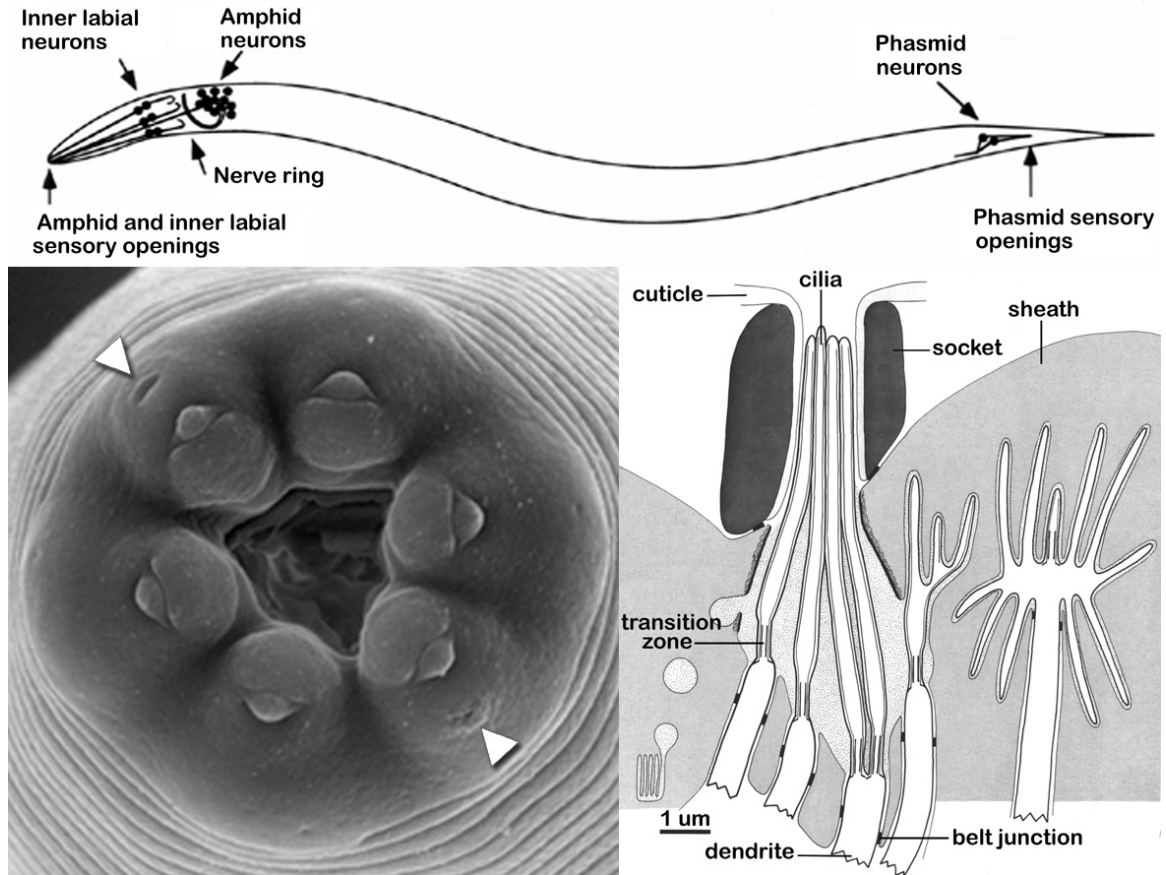 Inner labial
neurons
Amphid
neurons
Phasmid
neurons
Nerve ring
Amphid and inner labial
sensory openings
Phasmid sensory
openings
cuticle
cilia
sheath
socket
transition
zone
1 um
belt junction
dendrite